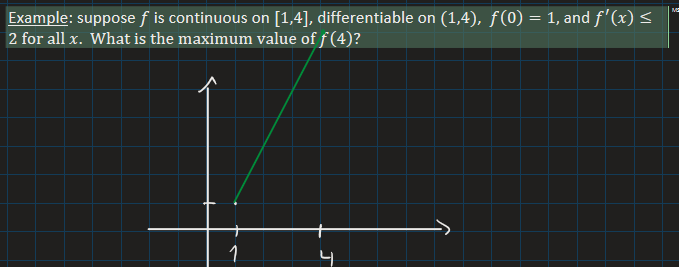 Example: suppose f is continuous on [1,4], differentiable on (1,4), f(0) = 1, and f'(x) ≤
2 for all x. What is the maximum value of f(4)?
1
4